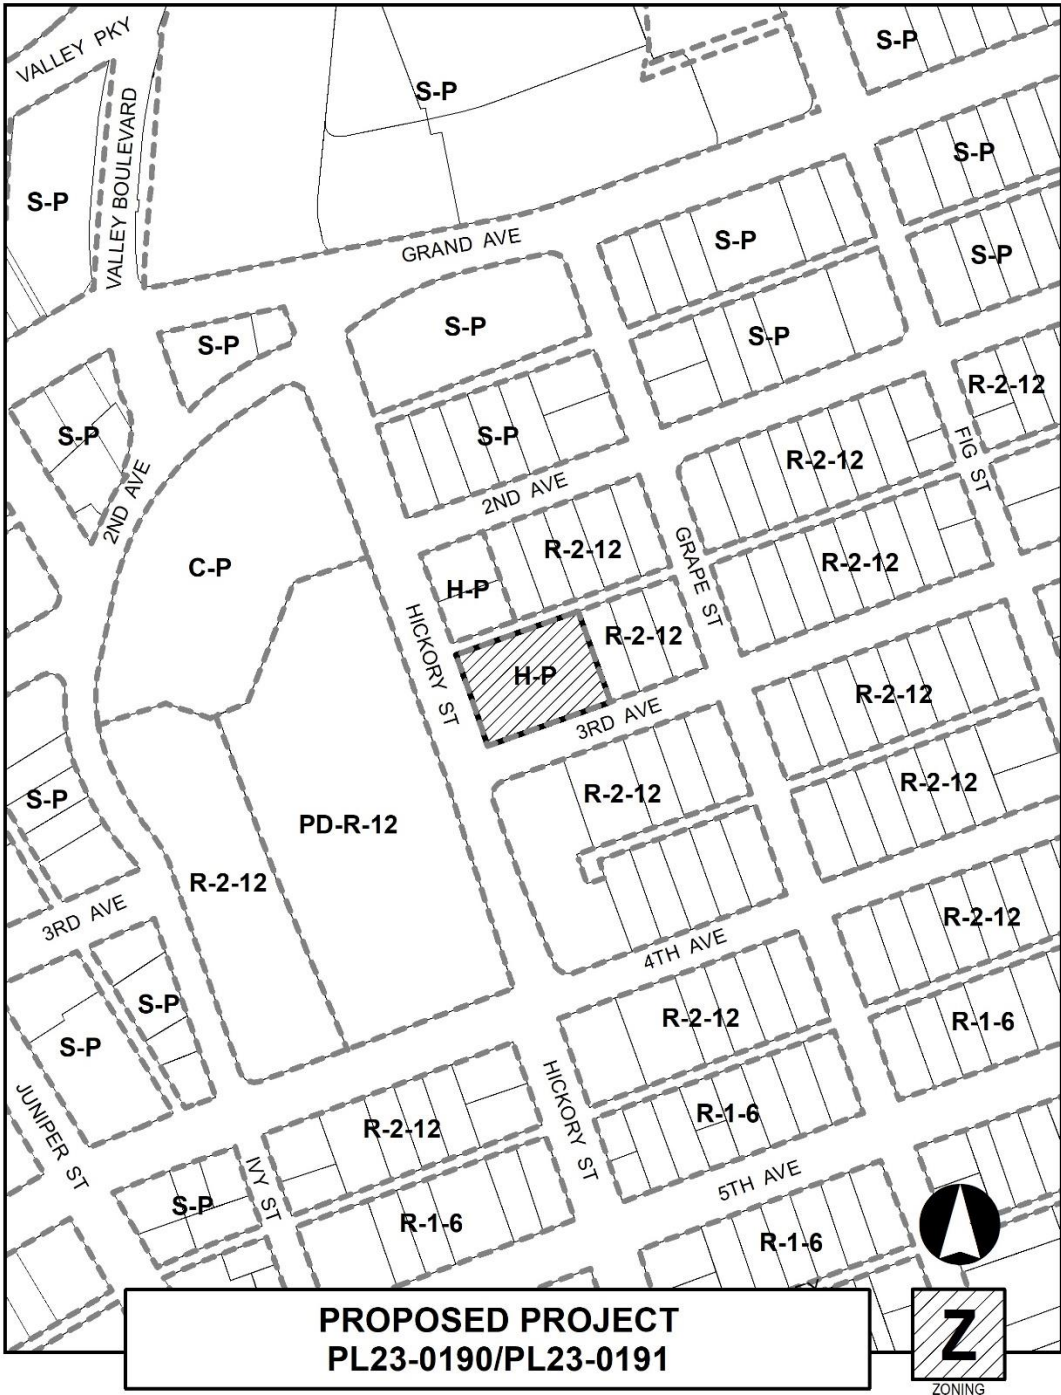 VALLEY PKY
S-P
S-P
VALLEY BOULEVARD
S-P
S-P
GRAND AVE
S-P
S-P
S-P
S-P
S-P
R-2-12
S-P
S-P
2ND AVE
2ND AVE
R-2-12
FIG ST
C-P
H-P
R-2-12
GRAPE ST
R-2-12
HICKORY ST
H-P
R-2-12
3RD AVE
R-2-12
S-P
PD-R-12
R-2-12
R-2-12
R-2-12
3RD AVE
4TH AVE
R-2-12
S-P
S-P
R-2-12
R-1-6
JUNIPER ST
HICKORY ST
R-2-12
R-1-6
IVY ST
S-P
R-1-6
5TH AVE
R-1-6
PROPOSED PROJECT
PL23-0190/PL23-0191
Z
ZONING